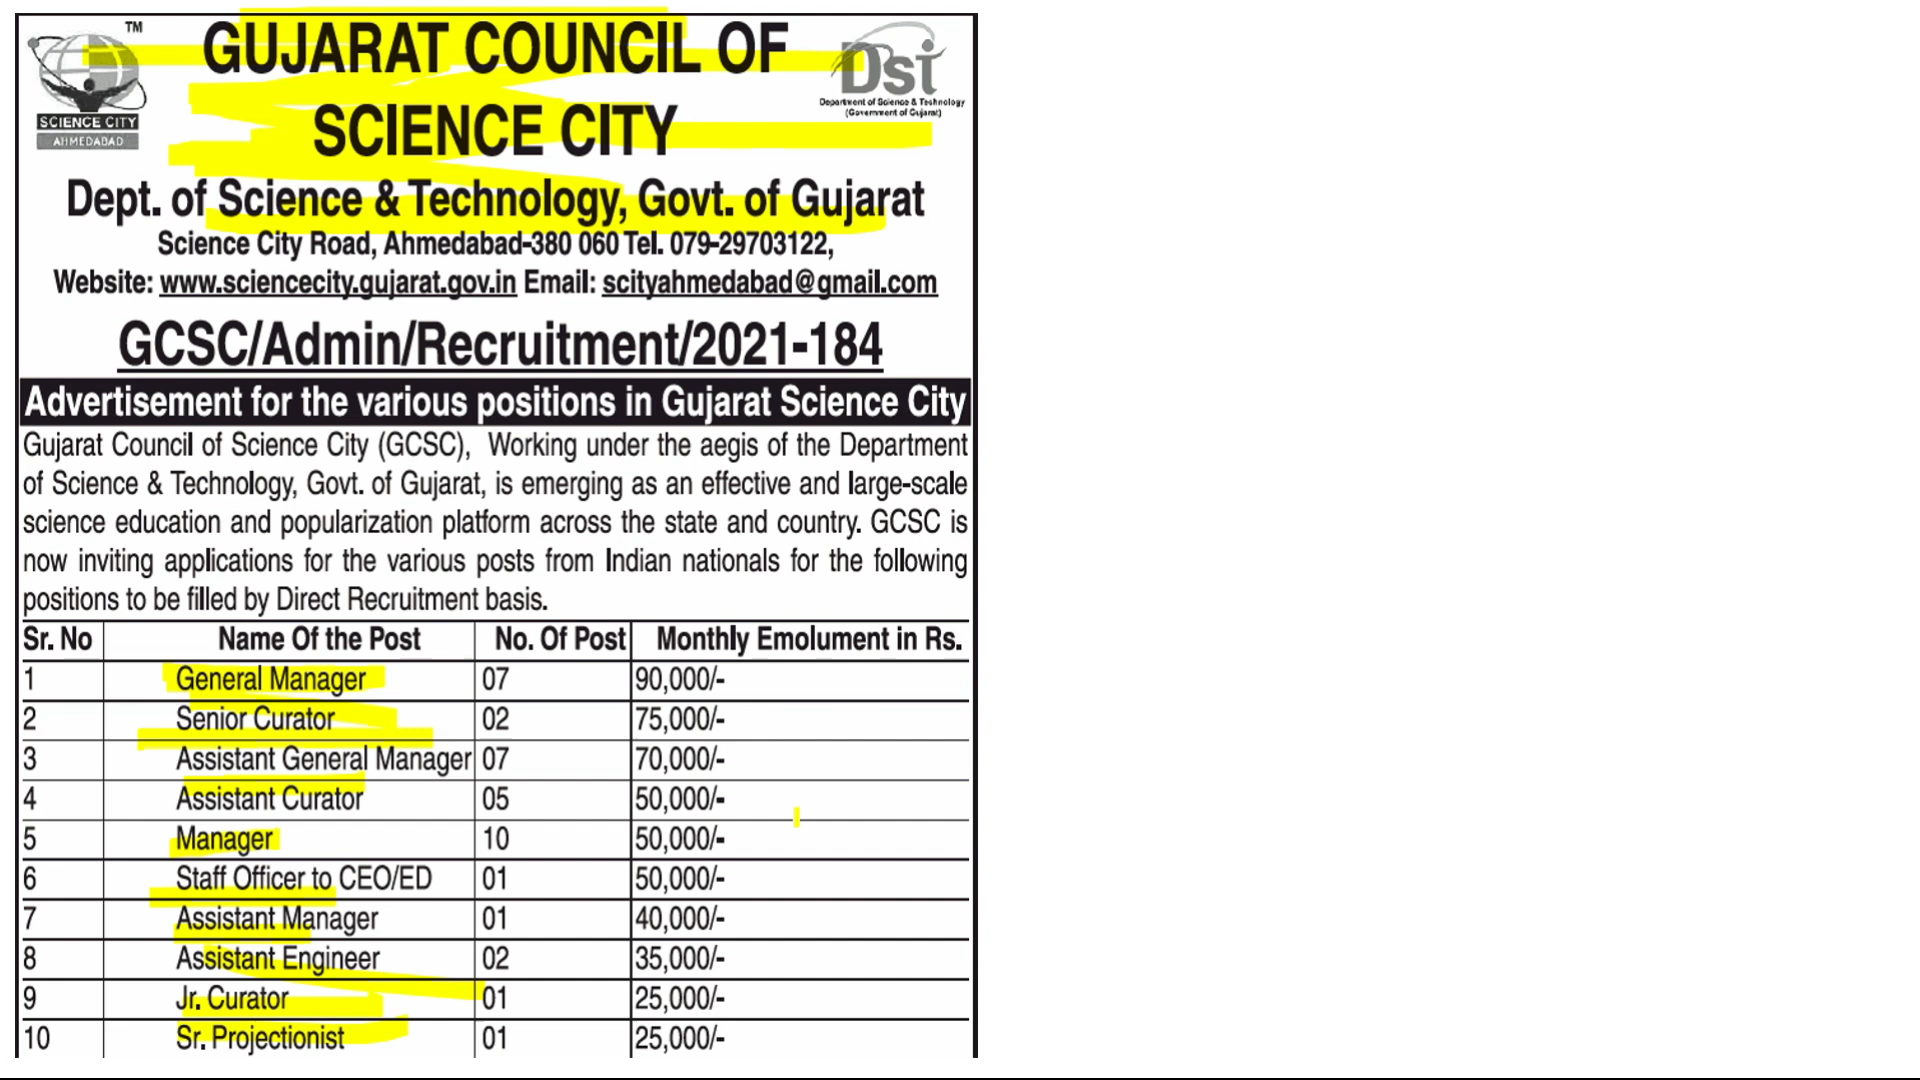 TM
GUJARAT COUNCIL OF
SCIENCE CITY
SCIENCE CITY
AHMEDABAD
Dst
Department of Science & Technology
(Government of Gujarat)
Dept. of Science & Technology, Govt. of Gujarat
Science City Road, Ahmedabad-380 060 Tel. 079-29703122,
Website: www.sciencecity.gujarat.gov.in Email: scityahmedabad@gmail.com
GCSC/Admin/Recruitment/2021-184
Advertisement for the various positions in Gujarat Science City
Gujarat Council of Science City (GCSC), Working under the aegis of the Department
of Science & Technology, Govt. of Gujarat, is emerging as an effective and large-scale
science education and popularization platform across the state and country. GCSC is
now inviting applications for the various posts from Indian nationals for the following
positions to be filled by Direct Recruitment basis.
Sr. No Name Of the Post No. Of Post Monthly Emolument in Rs.
1 General Manager 07 90,000/-
2 Senior Curator 02 75,000/-
3 Assistant General Manager 07 70,000/-
4 Assistant Curator 05 50,000/-
5 Manager 10 50,000/-
6 Staff Officer to CEO/ED 01 50,000/-
7 Assistant Manager 01 40,000/-
8 Assistant Engineer 02 35,000/-
9 Jr. Curator 01 25,000/-
10 Sr. Projectionist 01 25,000/-